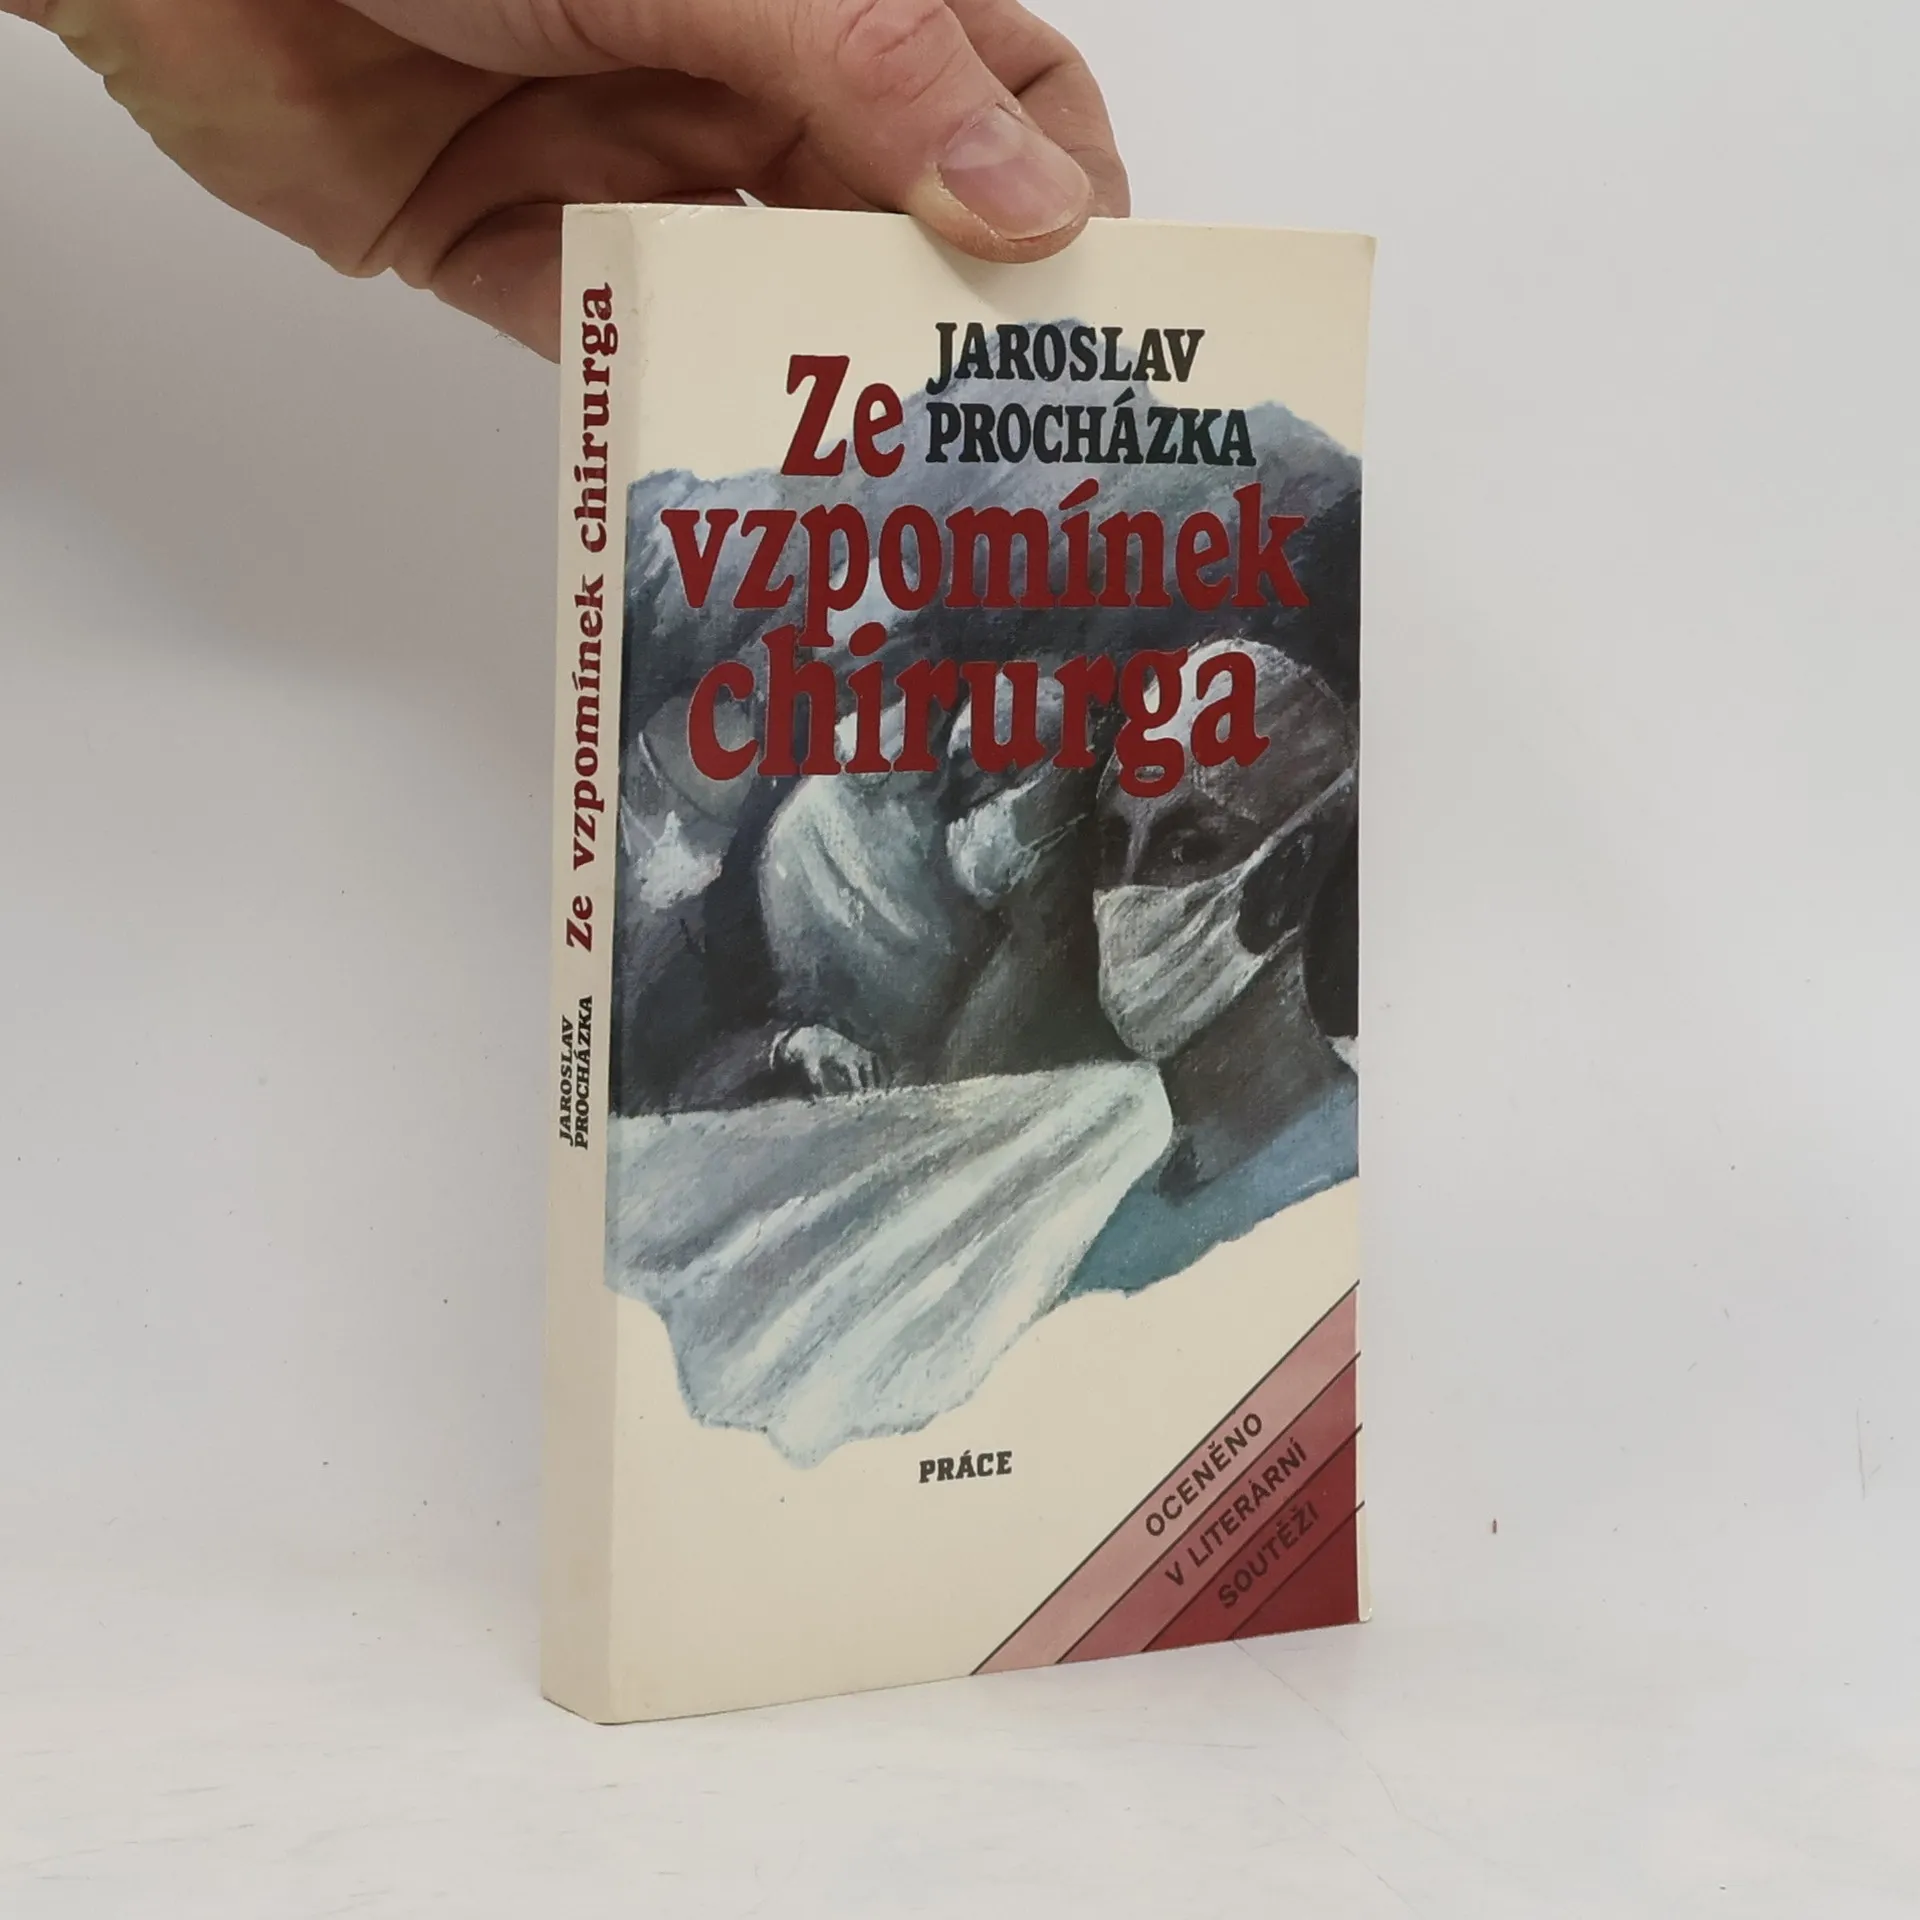 Ze vzpomínek chirurga
JAROSLAV
PROCHÁZKA
JAROSLAV
PROCHÁZKA
Ze
vzpomínek
chirurga
PRÁCE
OCENĚNO
V LITERÁRNÍ
SOUTĚŽI